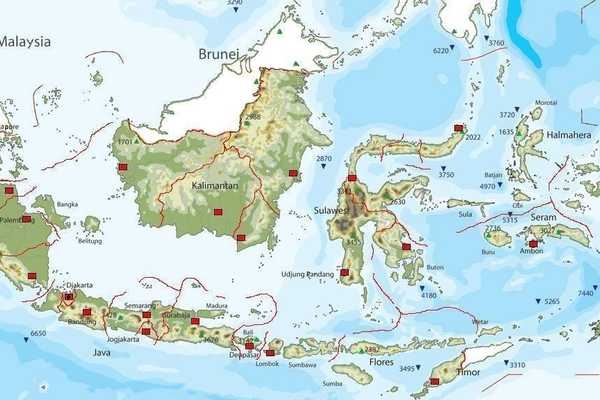 3290
Malaysia
Brunei
6220
3760
Morotai
3720
1635
Halmahera
2988
2022
1701
2870
3750
Batjan
4970
Kalimantan
Obi
Bangka
Palembang
Sulawesi
2630
Sula
5315
Seram
2736
3027
Belitung
3455
Buru
Ambon
Udjung Pandang
Buton
4180
Djakarta
5265
7440
Semarang
Surabaja
Madura
Bandung
Wetar
6650
Jogjakarta
3676
Bali
3142
Java
Denpasar
Lombok
Sumbawa
Flores
3495
3310
Timor
Sumba